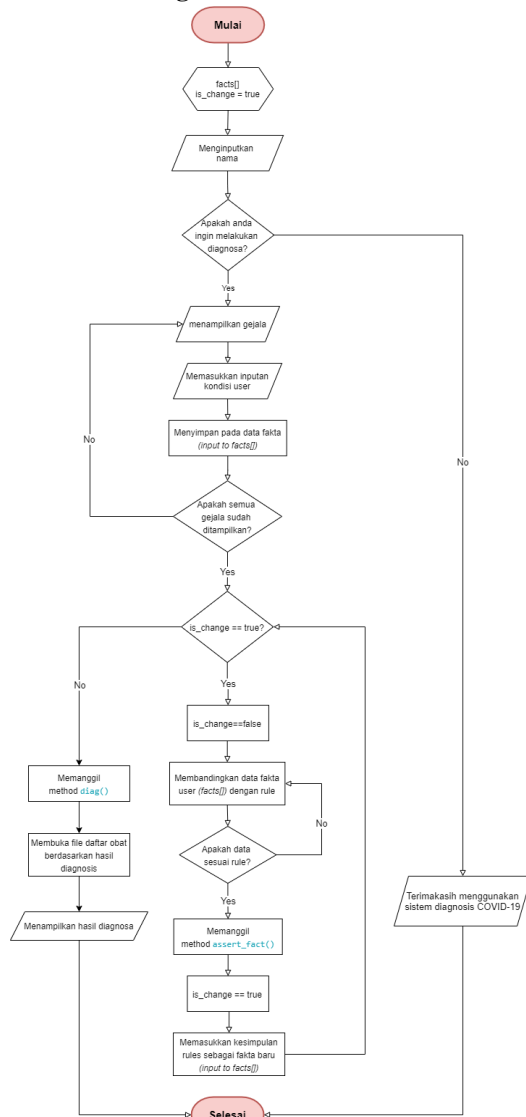 Mulai
facts[]
is_change = true
Menginputkan
nama
Apakah anda
ingin melakukan
diagnosa?
Yes
No
menampilkan gejala
Memasukkan inputan
kondisi user
Menyimpan pada data fakta
(input to facts[])
No
Apakah semua
gejala sudah
ditampilkan?
Yes
is_change == true?
No
Yes
is_change==false
Memanggil
method diag()
Membandingkan data fakta
user (facts[]) dengan rule
No
Membuka file daftar obat
berdasarkan hasil
diagnosis
Apakah data
sesuai rule?
Yes
Menampilkan hasil diagnosa
Terimakasih menggunakan
sistem diagnosis COVID-19
Memanggil
method assert_fact()
is_change == true
Memasukkan kesimpulan
rules sebagai fakta baru
(input to facts[])
Selesai